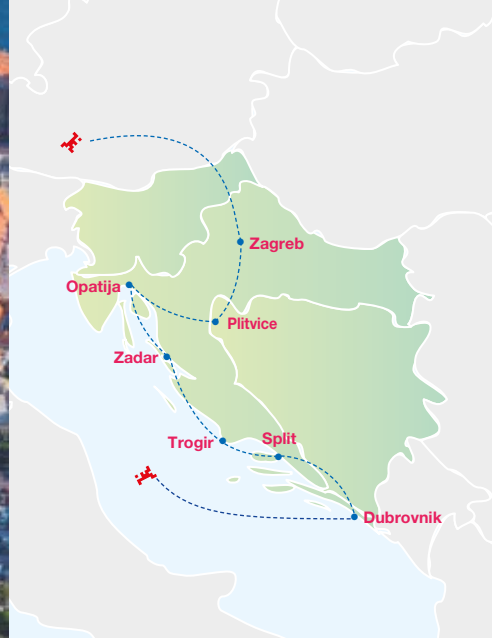 Zagreb
Opatija
Plitvice
Zadar
Trogir
Split
Dubrovnik